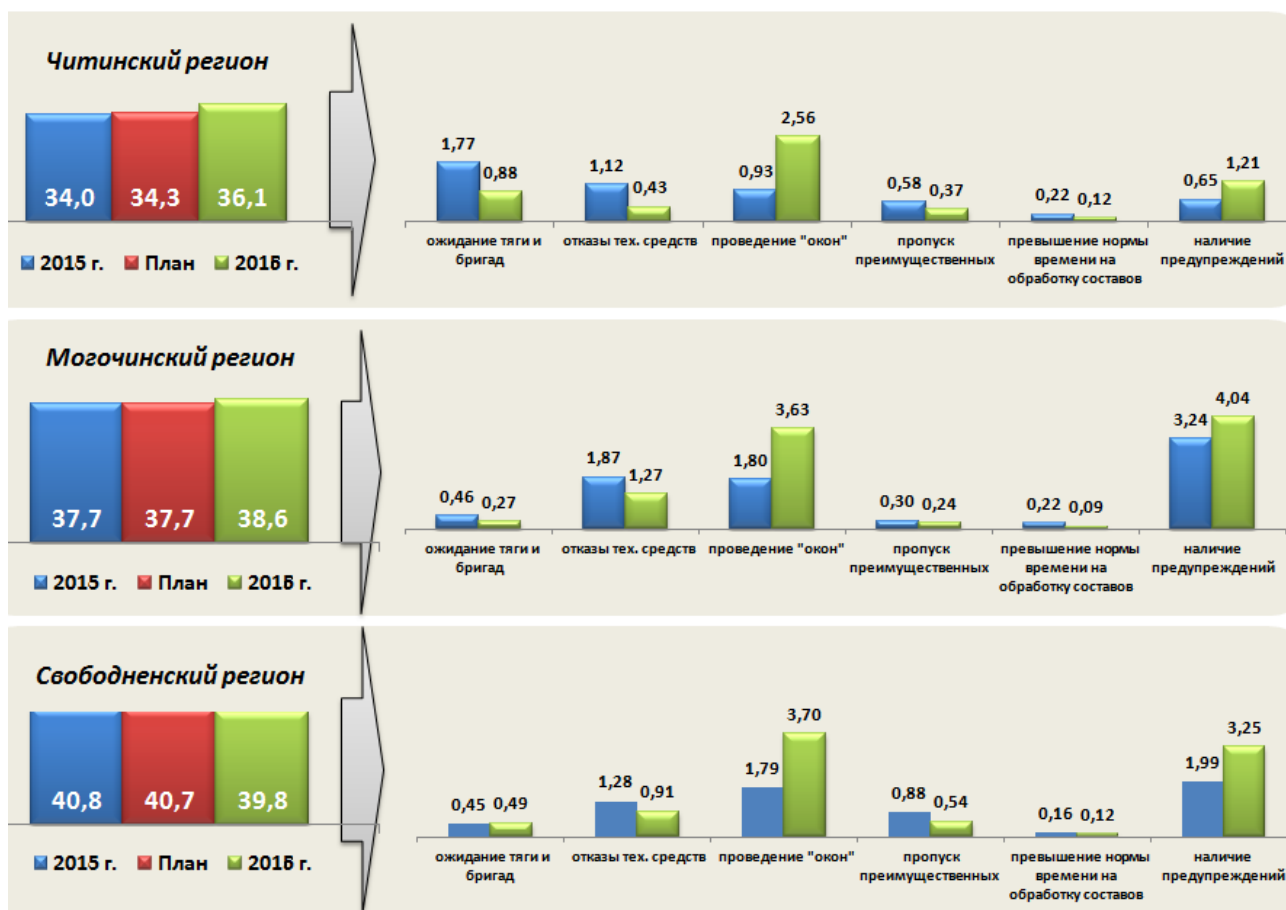 Читинский регион
34,0 34,3 36,1
2015 г. План 2016 г.
1,77 0,88 1,12 0,43 0,93 2,56 0,58 0,37 0,22 0,12 0,65 1,21
ожидание тяги и
бригад
отказы тех. средств
проведение "окон"
пропуск
преимущественных
превышение нормы
времени на
обработку составов
наличие
предупреждений
Могочинский регион
37,7 37,7 38,6
2015 г. План 2016 г.
0,46 0,27 1,87 1,27 1,80 3,63 0,30 0,24 0,22 0,09 3,24 4,04
ожидание тяги и
бригад
отказы тех. средств
проведение "окон"
пропуск
преимущественных
превышение нормы
времени на
обработку составов
наличие
предупреждений
Свободненский регион
40,8 40,7 39,8
2015 г. План 2016 г.
0,45 0,49 1,28 0,91 1,79 3,70 0,88 0,54 0,16 0,12 1,99 3,25
ожидание тяги и
бригад
отказы тех. средств
проведение "окон"
пропуск
преимущественных
превышение нормы
времени на
обработку составов
наличие
предупреждений